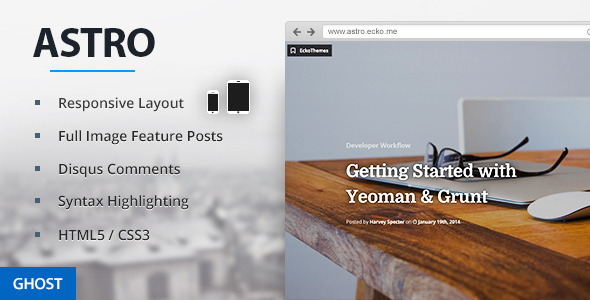 ASTRO
Responsive Layout
Full Image Feature Posts
Disqus Comments
Syntax Highlighting
HTML5 / CSS3
GHOST
www.astro.ecko.me
EckoThemes
Developer Workflow
Getting Started with
Yeoman & Grunt
Posted by Harvey Specter on January 19th, 2014